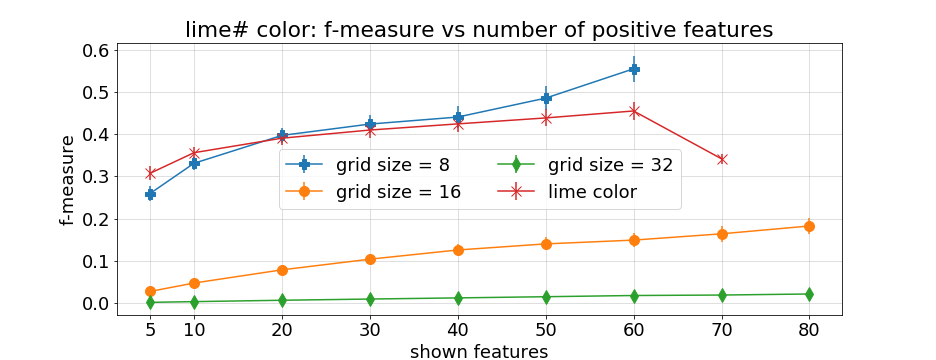 lime# color: f-measure vs number of positive features
f-measure
0.6
0.5
0.4
0.3
0.2
0.1
0.0
grid size = 8
grid size = 16
grid size = 32
lime color
5 10 20 30 40 50 60 70 80
shown features